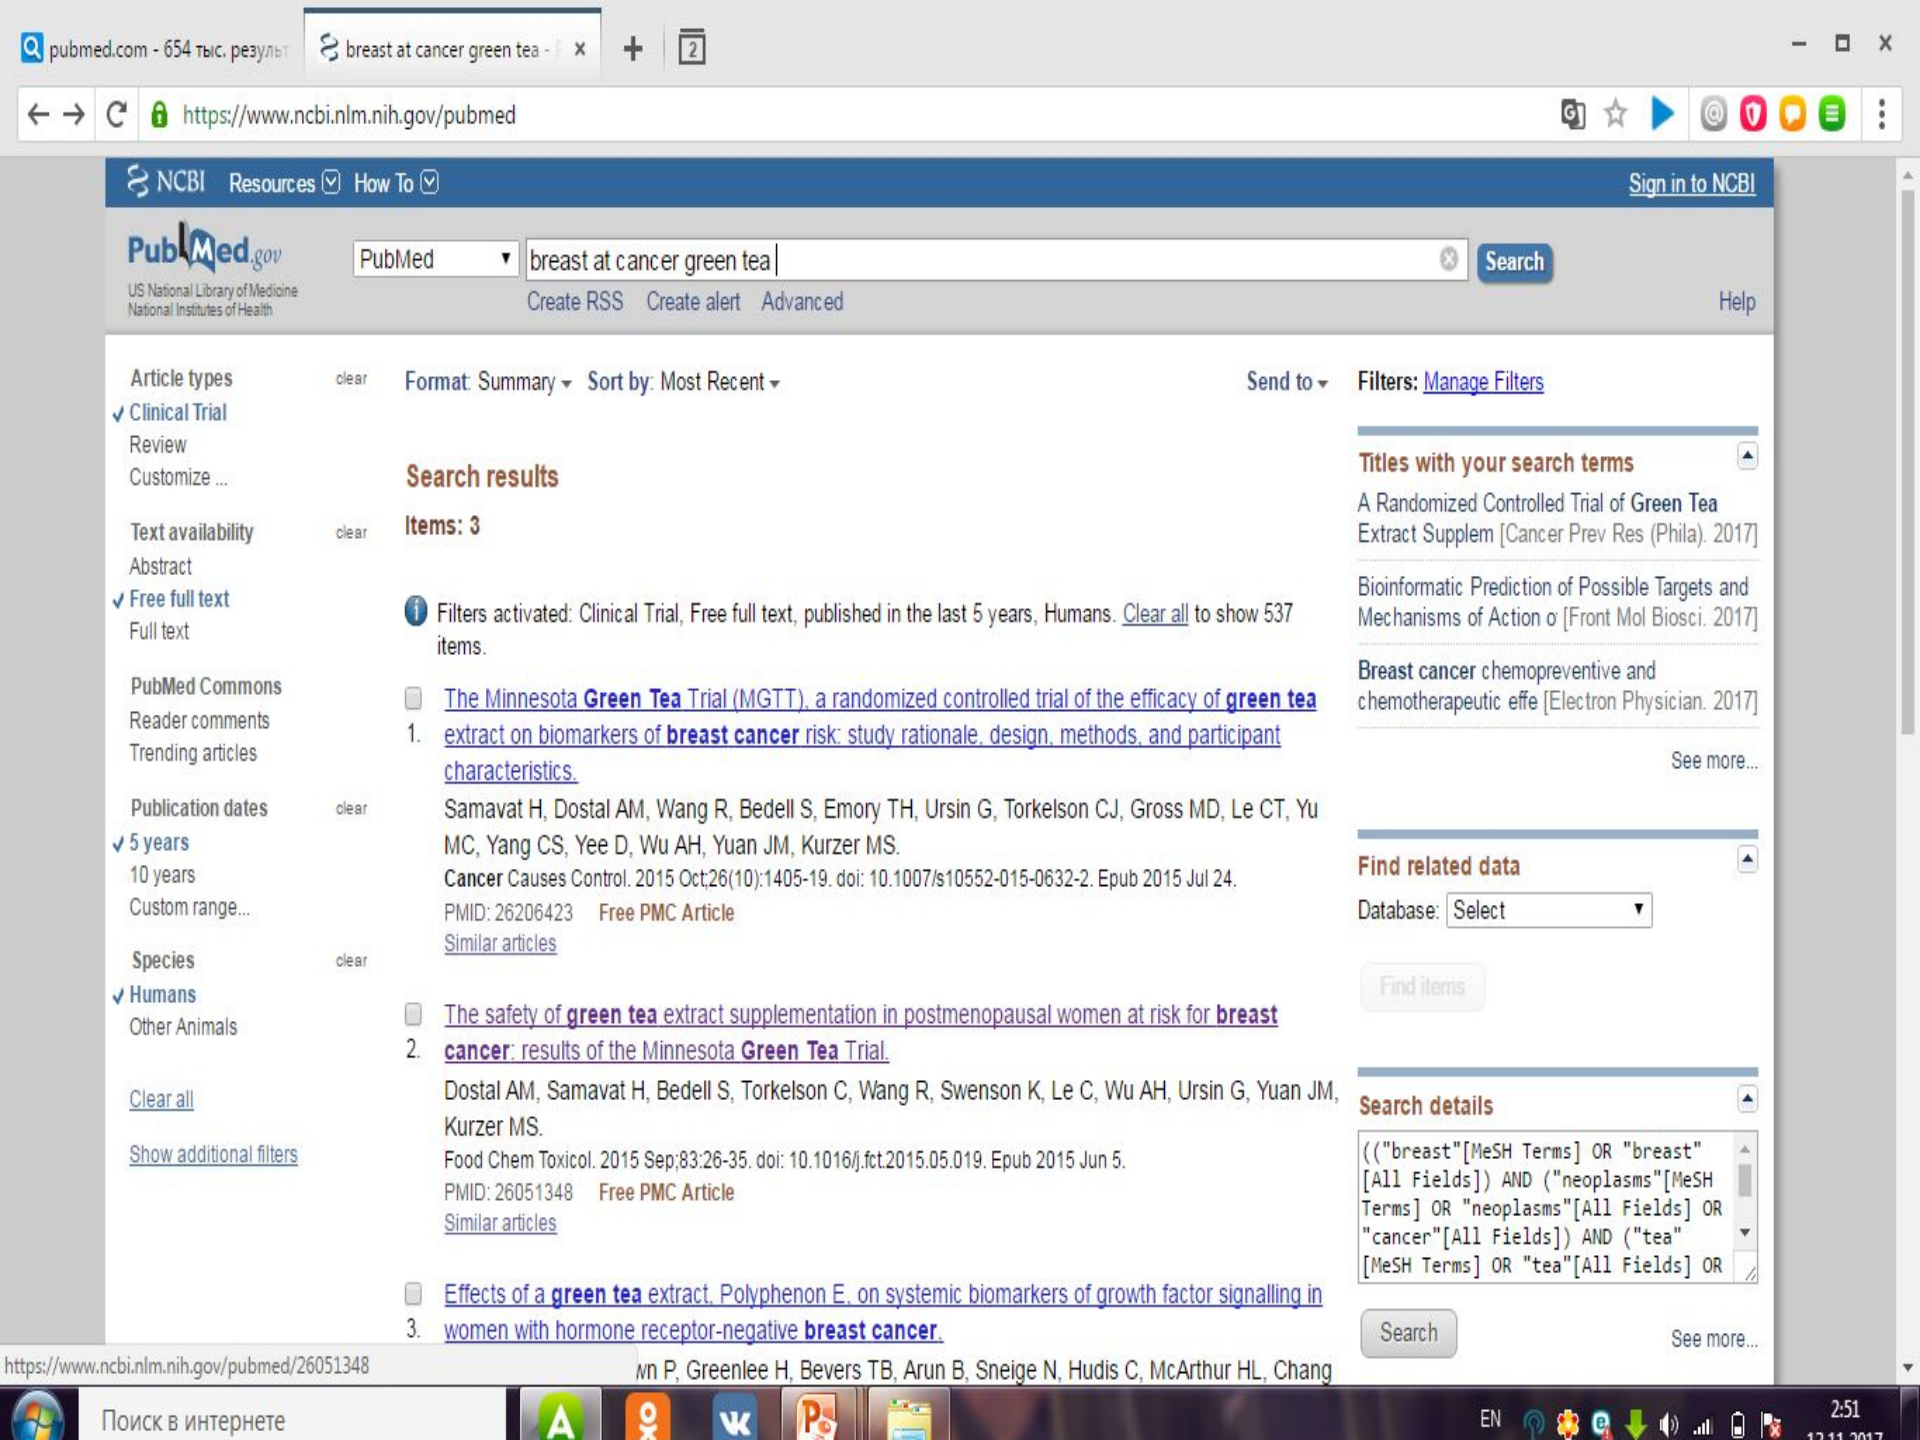 pubmed.com - 654 тыс. резуль
breast at cancer green tea -
2
https://www.ncbi.nlm.nih.gov/pubmed
NCBI Resources How To Sign in to NCBI
PubMed.gov
US National Library of Medicine
National Institutes of Health
PubMed
breast at cancer green tea
Search
Create RSS Create alert Advanced
Help
Article types clear
Clinical Trial
Review
Customize ...
Text availability clear
Abstract
Free full text
Full text
PubMed Commons
Reader comments
Trending articles
Publication dates clear
5 years
10 years
Custom range...
Species clear
Humans
Other Animals
Clear all
Show additional filters
Format: Summary Sort by: Most Recent Send to
Search results
Items: 3
Filters activated: Clinical Trial, Free full text, published in the last 5 years, Humans. Clear all to show 537
items.
The Minnesota Green Tea Trial (MGTT), a randomized controlled trial of the efficacy of green tea
1. extract on biomarkers of breast cancer risk: study rationale, design, methods, and participant
characteristics.
Samavat H, Dostal AM, Wang R, Bedell S, Emory TH, Ursin G, Torkelson CJ, Gross MD, Le CT, Yu
MC, Yang CS, Yee D, Wu AH, Yuan JM, Kurzer MS.
Cancer Causes Control. 2015 Oct;26(10):1405-19. doi: 10.1007/s10552-015-0632-2. Epub 2015 Jul 24.
PMID: 26206423 Free PMC Article
Similar articles
The safety of green tea extract supplementation in postmenopausal women at risk for breast
2. cancer: results of the Minnesota Green Tea Trial.
Dostal AM, Samavat H, Bedell S, Torkelson C, Wang R, Swenson K, Le C, Wu AH, Ursin G, Yuan JM,
Kurzer MS.
Food Chem Toxicol. 2015 Sep;83:26-35. doi: 10.1016/j.fct.2015.05.019. Epub 2015 Jun 5.
PMID: 26051348 Free PMC Article
Similar articles
Effects of a green tea extract, Polyphenon E, on systemic biomarkers of growth factor signalling in
3. women with hormone receptor-negative breast cancer.
P, Greenlee H, Bevers TB, Arun B, Sneige N, Hudis C, McArthur HL, Chang
Filters: Manage Filters
Titles with your search terms
A Randomized Controlled Trial of Green Tea
Extract Supplem [Cancer Prev Res (Phila). 2017]
Bioinformatic Prediction of Possible Targets and
Mechanisms of Action o [Front Mol Biosci. 2017]
Breast cancer chemopreventive and
chemotherapeutic effe [Electron Physician. 2017]
See more...
Find related data
Database: Select
Find items
Search details
(("breast"[MeSH Terms] OR "breast"
[All Fields]) AND ("neoplasms"[MeSH
Terms] OR "neoplasms"[All Fields] OR
"cancer"[All Fields]) AND ("tea"
[MeSH Terms] OR "tea"[All Fields] OR
Search
See more...
https://www.ncbi.nlm.nih.gov/pubmed/26051348
Поиск в интернете
EN
2:51